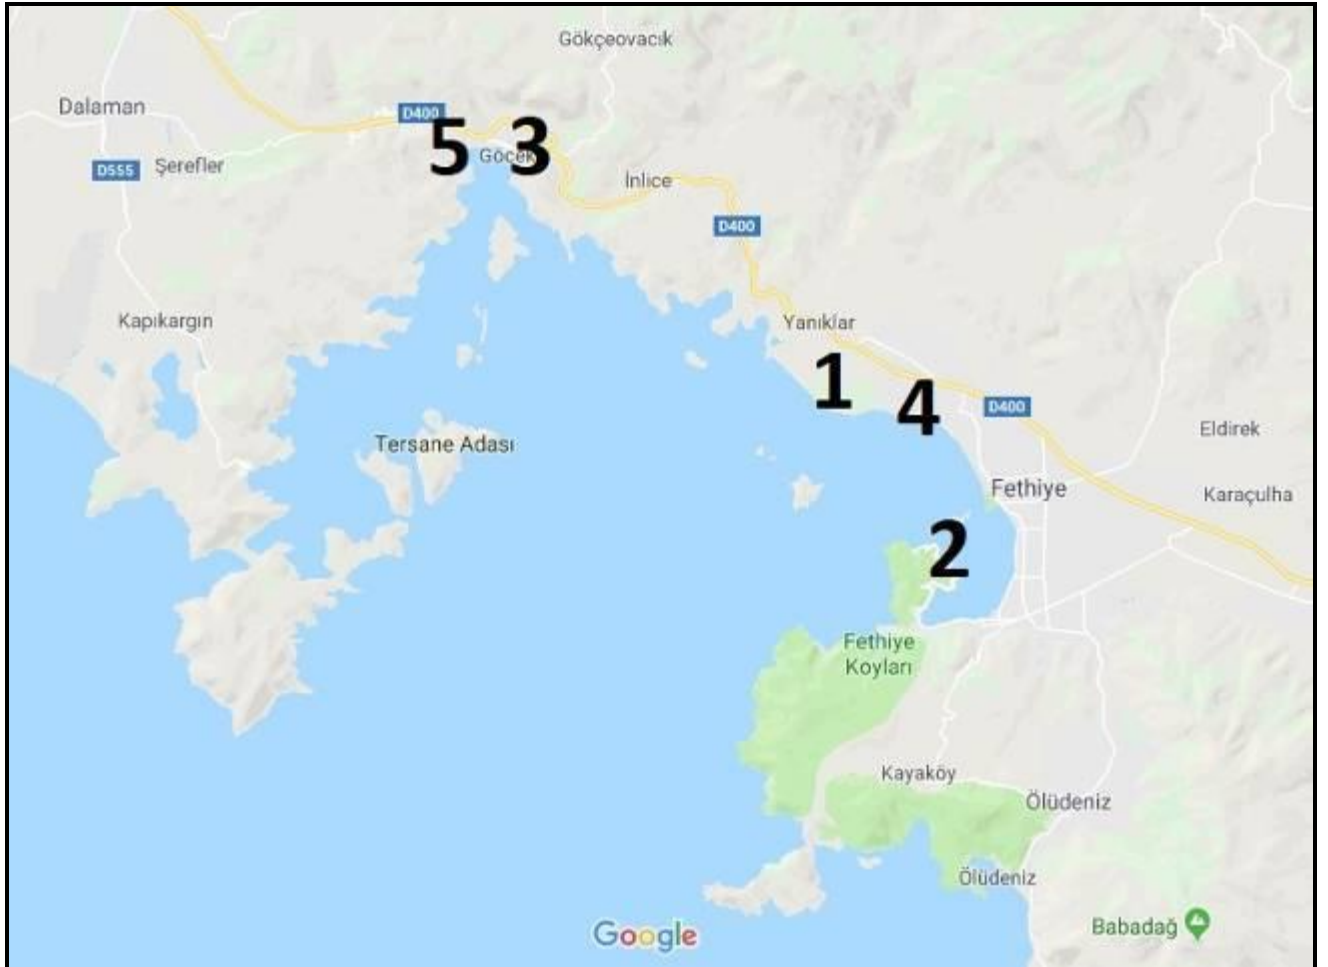 Gökçeovacık
Dalaman
D400
5
3
Göcek
D555
Şerefler
İnlice
D400
Kapıkargın
Yanıklar
1
4
D400
Eldirek
Tersane Adası
Fethiye
Karaçulha
2
Fethiye
Koyları
Kayaköy
Ölüdeniz
Ölüdeniz
Babadağ
Google